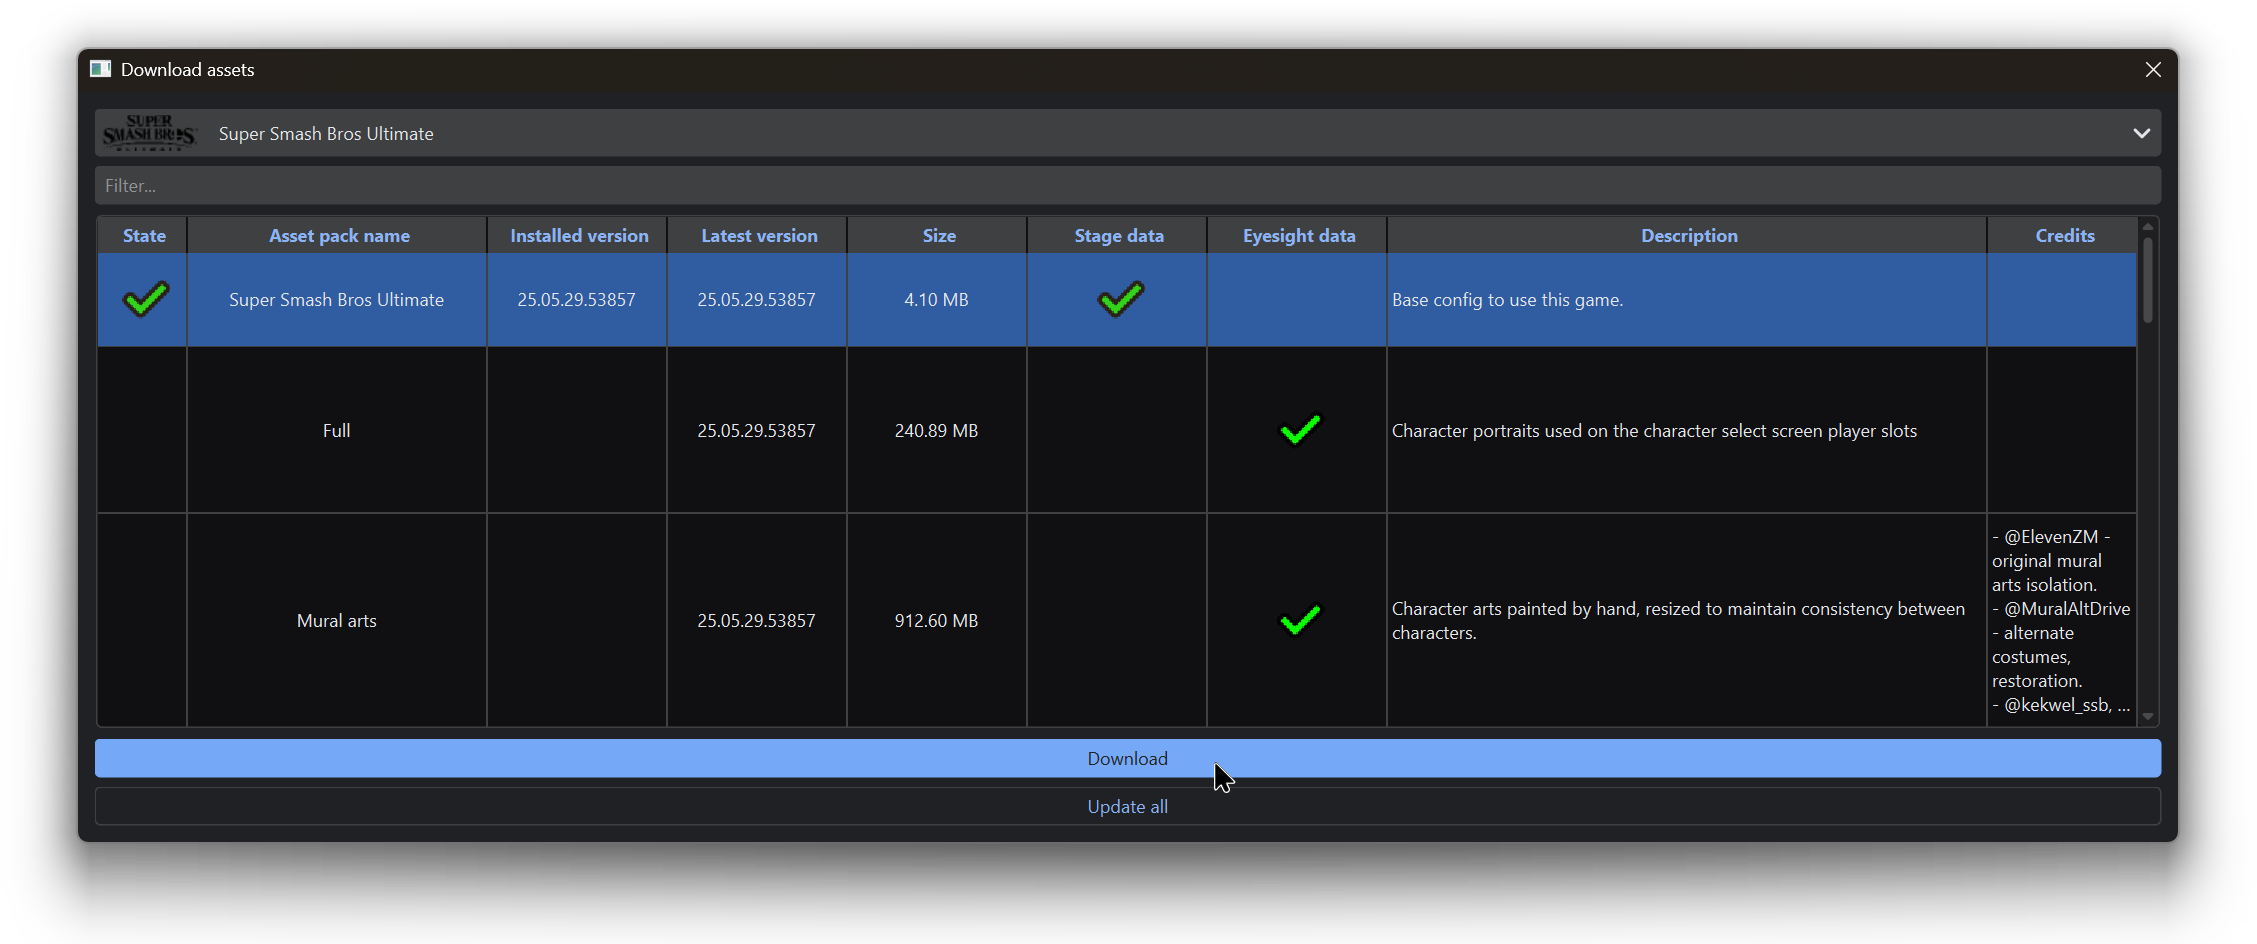 Download assets
SUPER
SMASH BROS
ULTIMATE
Super Smash Bros Ultimate
Filter...
State Asset pack name Installed version Latest version Size Stage data Eyesight data Description Credits
Super Smash Bros Ultimate 25.05.29.53857 25.05.29.53857 4.10 MB Base config to use this game.
Full 25.05.29.53857 240.89 MB Character portraits used on the character select screen player slots
Mural arts 25.05.29.53857 912.60 MB
Character arts painted by hand, resized to maintain consistency between
characters.
- @ElevenZM -
original mural
arts isolation.
- @MuralAltDrive
- alternate
costumes,
restoration.
- @kekwel_ssb, ...
Download
Update all